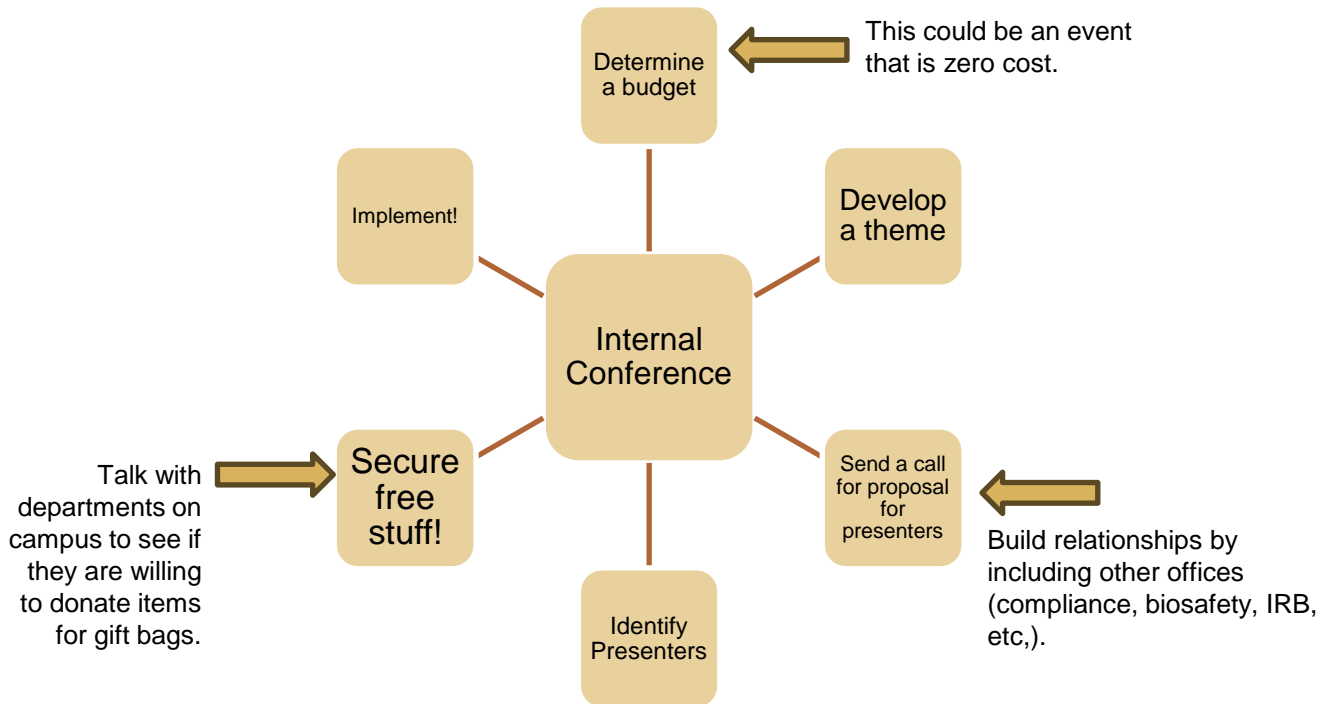 Determine
a budget
This could be an event
that is zero cost.
Develop
a theme
Send a call
for proposal
for
presenters
Build relationships by
including other offices
(compliance, biosafety, IRB,
etc,).
Identify
Presenters
Secure
free
stuff!
Talk with
departments on
campus to see if
they are willing
to donate items
for gift bags.
Implement!
Internal
Conference